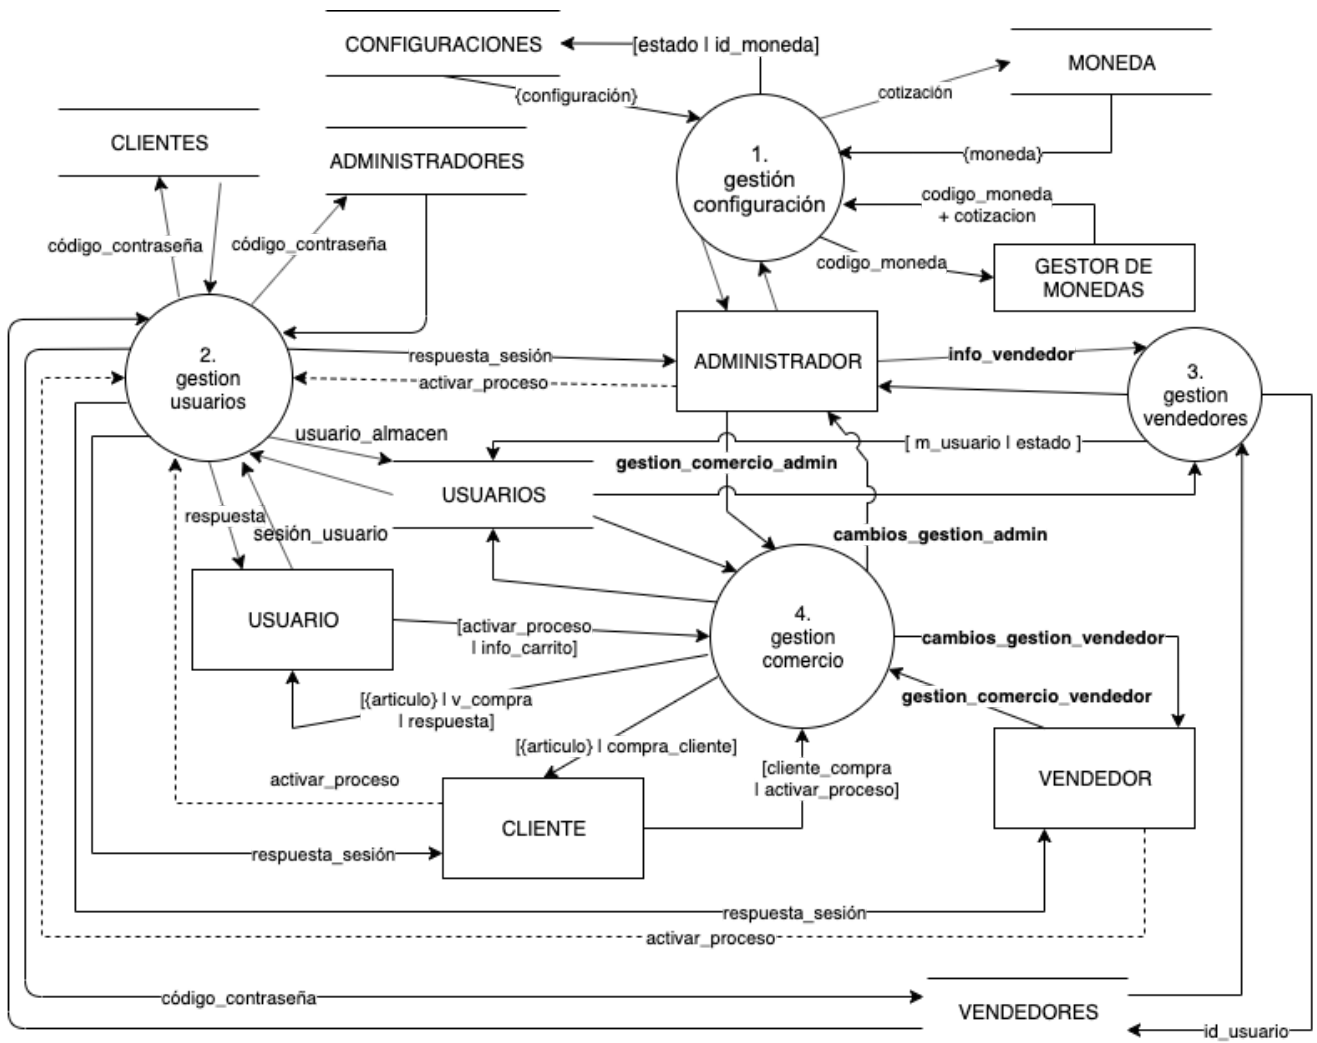 CONFIGURACIONES
[estado | id_moneda]
MONEDA
{configuración}
cotización
CLIENTES
ADMINISTRADORES
1.
gestión
configuración
{moneda}
codigo_moneda
+ cotizacion
código_contraseña
código_contraseña
codigo_moneda
GESTOR DE
MONEDAS
2.
gestion
usuarios
respuesta_sesión
activar_proceso
ADMINISTRADOR
info_vendedor
3.
gestion
vendedores
usuario_almacen
[ m_usuario | estado ]
gestion_comercio_admin
USUARIOS
respuesta
sesión_usuario
cambios_gestion_admin
USUARIO
[activar_proceso
| info_carrito]
4.
gestion
comercio
cambios_gestion_vendedor
[{articulo} | v_compra
| respuesta]
gestion_comercio_vendedor
[{articulo} | compra_cliente]
[cliente_compra
| activar_proceso]
activar_proceso
VENDEDOR
CLIENTE
respuesta_sesión
respuesta_sesión
activar_proceso
código_contraseña
VENDEDORES
id_usuario